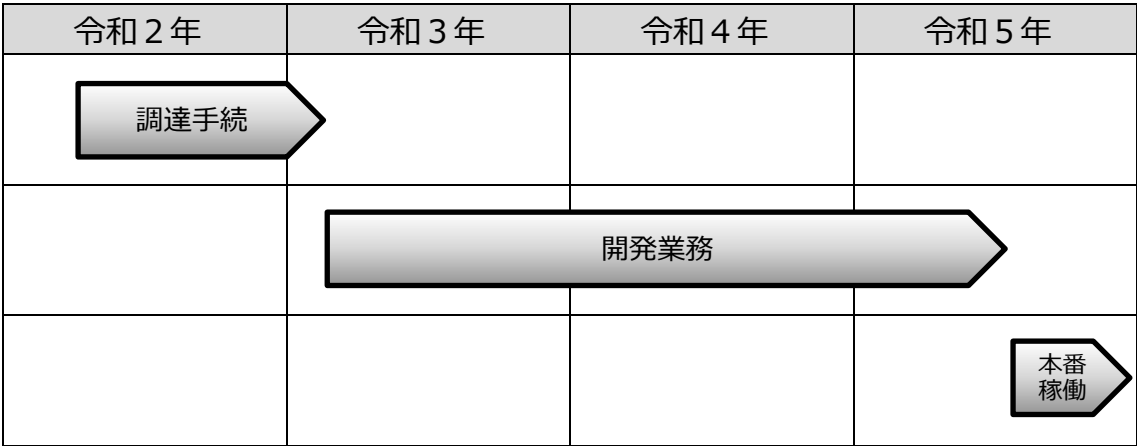 令和２年
令和３年
令和４年
令和５年
調達手続
開発業務
本番
稼働